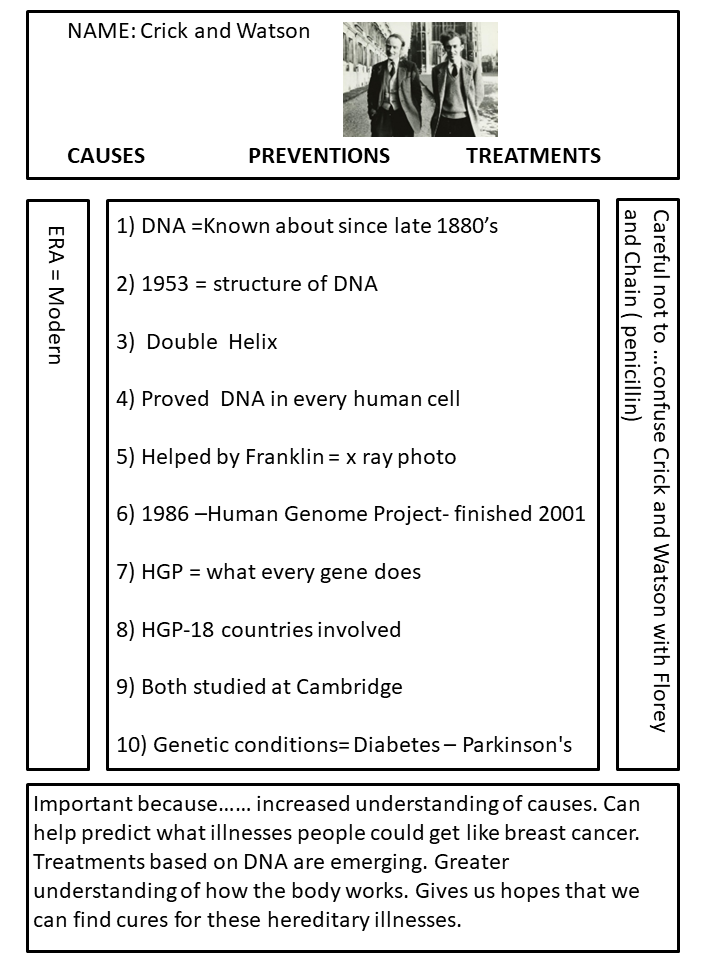 NAME: Crick and Watson
CAUSES PREVENTIONS TREATMENTS
ERA = Modern
1) DNA =Known about since late 1880’s
2) 1953 = structure of DNA
3) Double Helix
4) Proved DNA in every human cell
5) Helped by Franklin = x ray photo
6) 1986 –Human Genome Project- finished 2001
7) HGP = what every gene does
8) HGP-18 countries involved
9) Both studied at Cambridge
10) Genetic conditions= Diabetes – Parkinson's
Careful not to …confuse Crick and Watson with Florey
and Chain ( penicillin)
Important because…… increased understanding of causes. Can
help predict what illnesses people could get like breast cancer.
Treatments based on DNA are emerging. Greater
understanding of how the body works. Gives us hopes that we
can find cures for these hereditary illnesses.